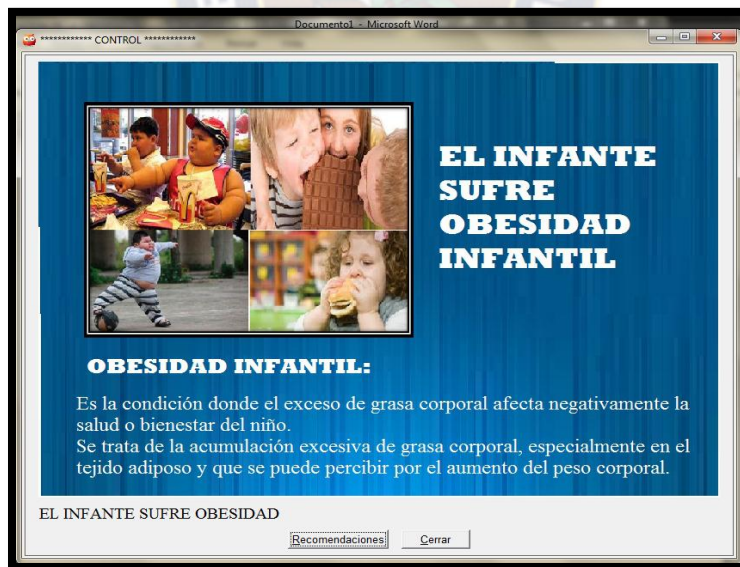 Documento1 - Microsoft Word
************ CONTROL ************
EL INFANTE
SUFRE
OBESIDAD
INFANTIL
OBESIDAD INFANTIL:
Es la condición donde el exceso de grasa corporal afecta negativamente la
salud o bienestar del niño.
Se trata de la acumulación excesiva de grasa corporal, especialmente en el
tejido adiposo y que se puede percibir por el aumento del peso corporal.
EL INFANTE SUFRE OBESIDAD
Recomendaciones
Cerrar